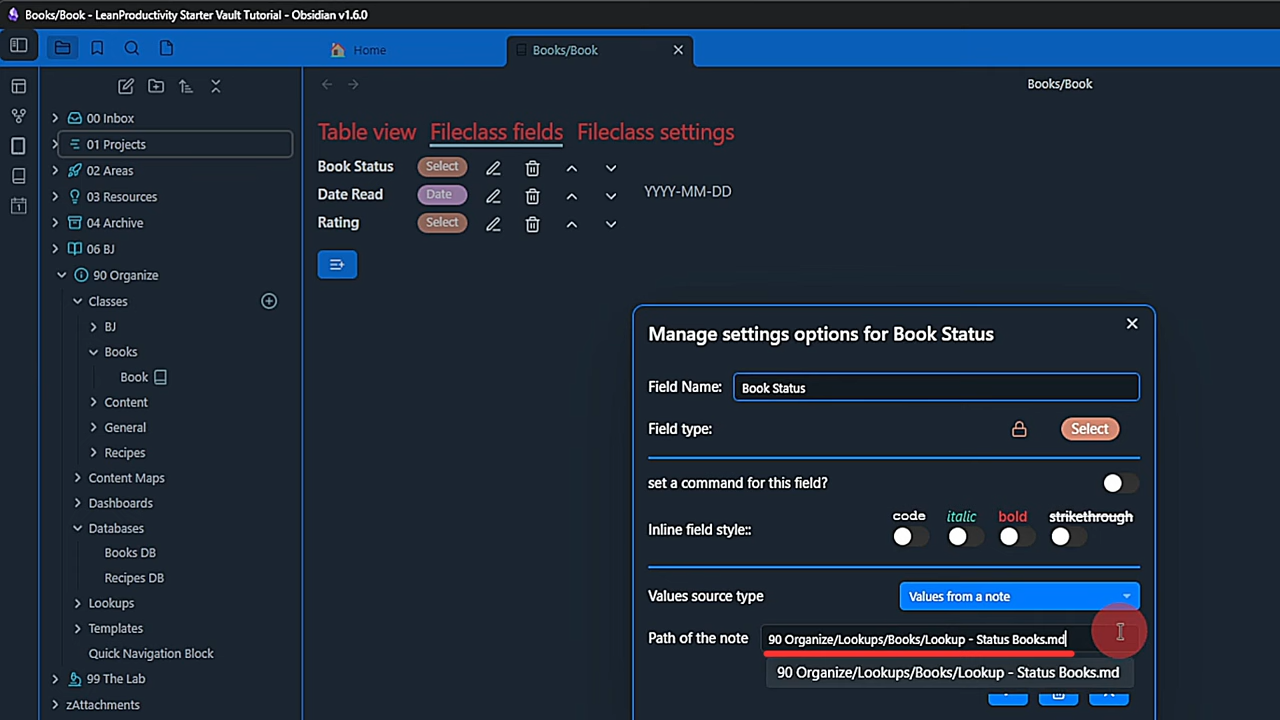 Books/Book - LeanProductivity Starter Vault Tutorial - Obsidian v1.6.0
Home
Books/Book
Books/Book
00 Inbox
01 Projects
02 Areas
03 Resources
04 Archive
06 BJ
90 Organize
Classes
BJ
Books
Book
Content
General
Recipes
Content Maps
Dashboards
Databases
Books DB
Recipes DB
Lookups
Templates
Quick Navigation Block
99 The Lab
zAttachments
Table view Fileclass fields Fileclass settings
Book Status Select
Date Read Date YYYY-MM-DD
Rating Select
Manage settings options for Book Status
Field Name: Book Status
Field type: Select
set a command for this field?
code italic bold strikethrough
Inline field style::
Values source type Values from a note
Path of the note 90 Organize/Lookups/Books/Lookup - Status Books.md
90 Organize/Lookups/Books/Lookup - Status Books.md